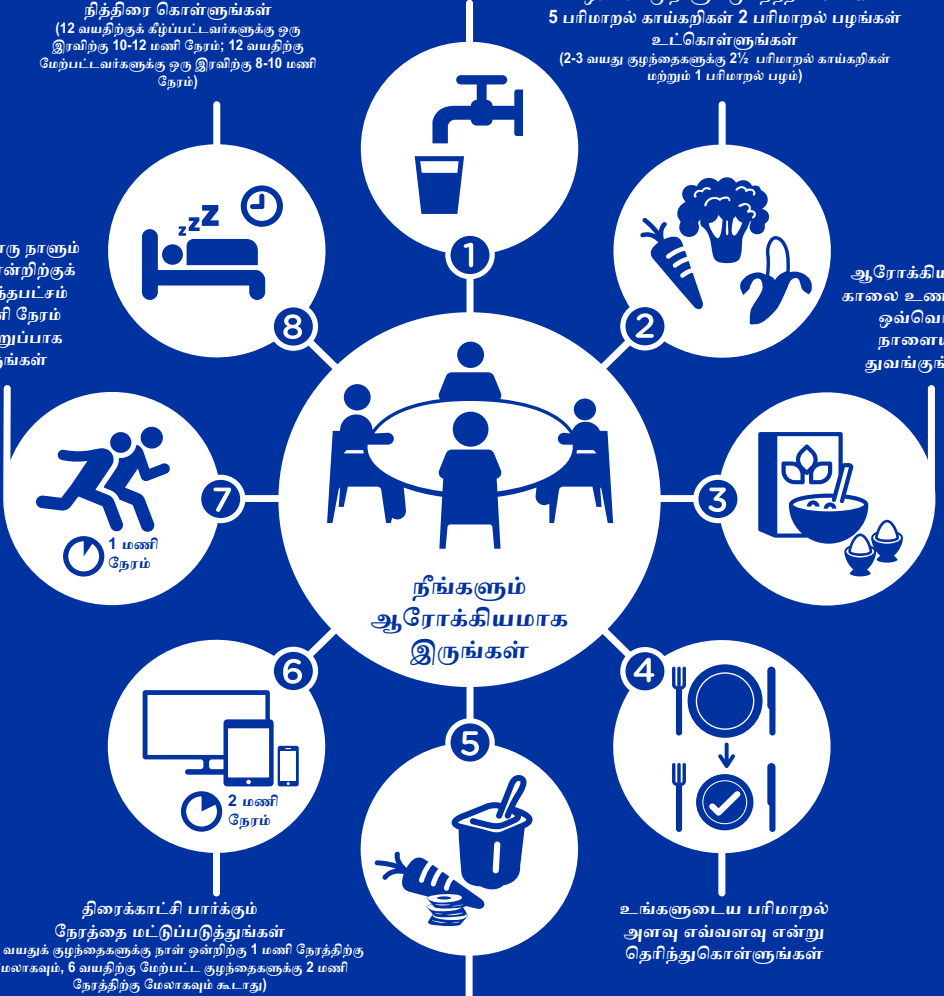 நித்திரை கொள்ளுங்கள்
(12 வயதிற்குக் கீழ்ப்பட்டவர்களுக்கு ஒரு
இரவிற்கு 10-12 மணி நேரம்; 12 வயதிற்கு
மேற்பட்டவர்களுக்கு ஒரு இரவிற்கு 8-10 மணி
நேரம்)
5 பரிமாறல் காய்கறிகள் 2 பரிமாறல் பழங்கள்
உட்கொள்ளுங்கள்
(2-3 வயது குழந்தைகளுக்கு 2½ பரிமாறல் காய்கறிகள்
மற்றும் 1 பரிமாறல் பழம்)
1
2
8
நாளும்
நேரம்
காலை
3
7
1 மணி
நேரம்
நீங்களும்
ஆரோக்கியமாக
இருங்கள்
4
5
6
2 மணி
நேரம்
திரைக்காட்சி பார்க்கும்
நேரத்தை மட்டுப்படுத்துங்கள்
வயதுக் குழந்தைகளுக்கு நாள் ஒன்றிற்கு 1 மணி நேரத்திற்கு
மேலாகவும், 6 வயதிற்கு மேற்பட்ட குழந்தைகளுக்கு 2 மணி
நேரத்திற்கு மேலாகவும் கூடாது)
உங்களுடைய பரிமாறல்
அளவு எவ்வளவு என்று
தெரிந்துகொள்ளுங்கள்